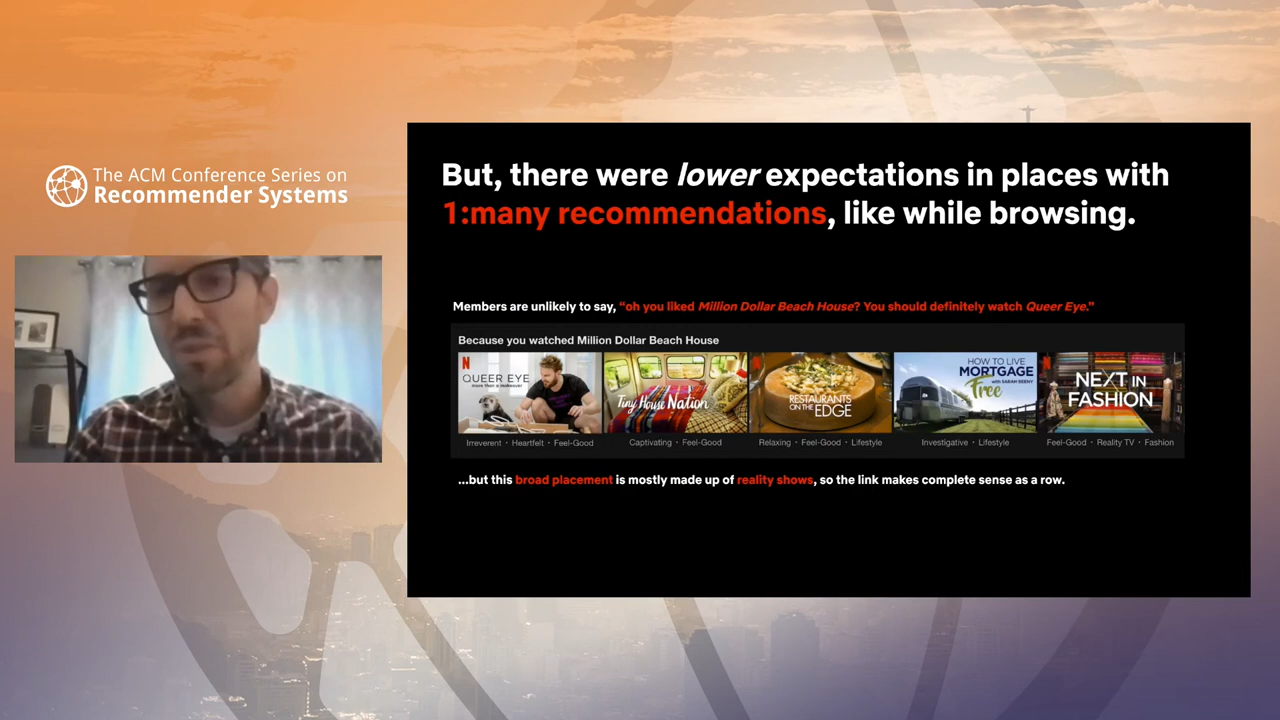 The ACM Conference Series on
Recommender Systems
But, there were lower expectations in places with
1:many recommendations, like while browsing.
Members are unlikely to say, “oh you liked Million Dollar Beach House? You should definitely watch Queer Eye.”
Because you watched Million Dollar Beach House
N
QUEER EYE
more than a makeover
Irreverent • Heartfelt • Feel-Good
Tiny House Nation
Captivating • Feel-Good
RESTAURANTS
ON THE EDGE
Relaxing • Feel-Good • Lifestyle
HOW TO LIVE
MORTGAGE
Free with SARAH BEENY
Investigative • Lifestyle
N
NEXT IN
FASHION
Feel-Good • Reality TV • Fashion
...but this broad placement is mostly made up of reality shows, so the link makes complete sense as a row.